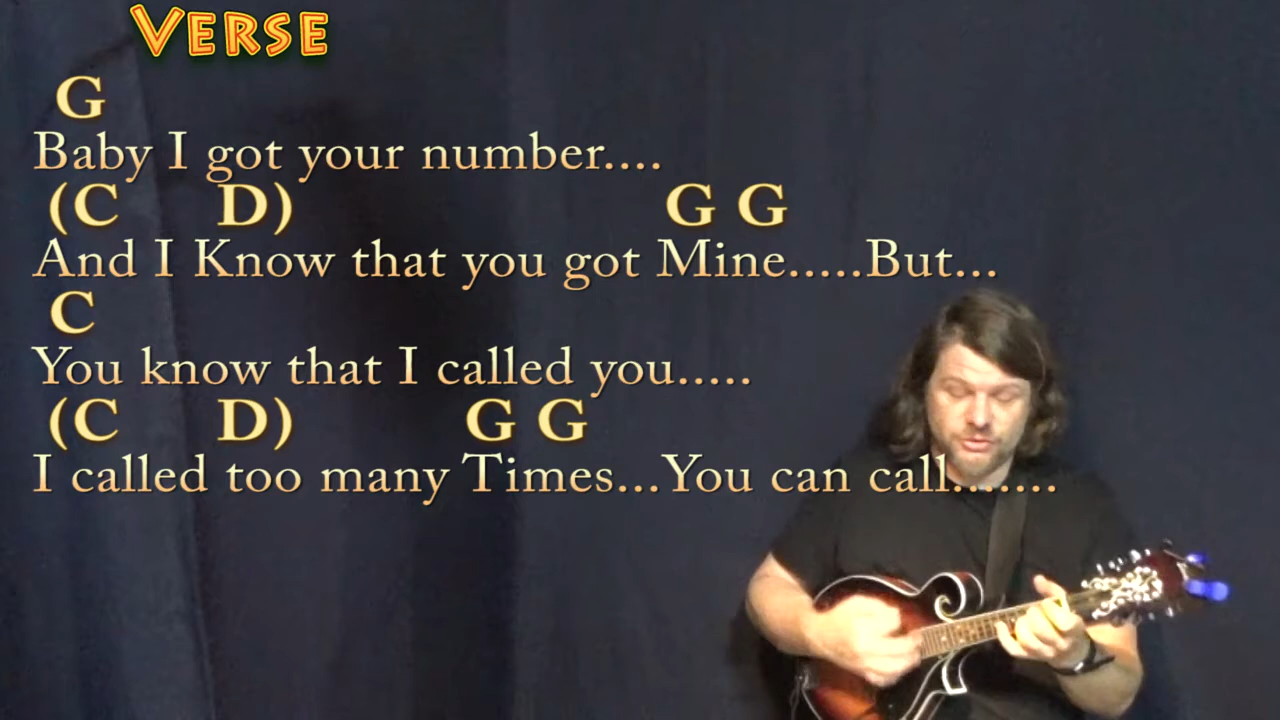 VERSE
G
Baby I got your number....
(C D) G G
And I Know that you got Mine.....But...
C
You know that I called you.....
(C D) G G
I called too many Times...You can call.......